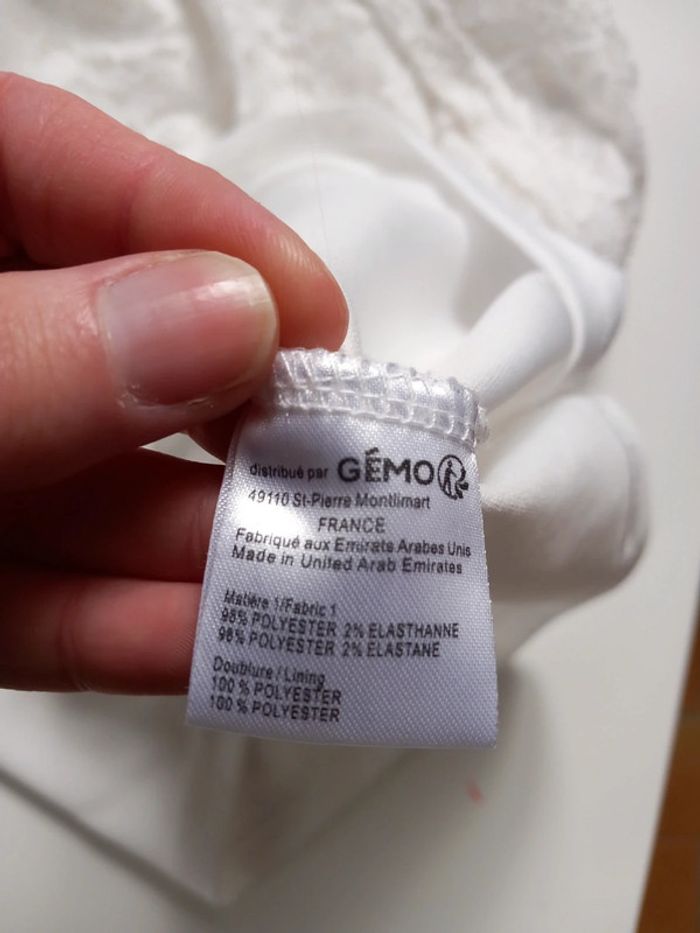 distribué par GÉMO
49110 St-Pierre Montlimart
FRANCE
Fabriqué aux Emirats Arabes Unis
Made in United Arab Emirates
Matière 1/Fabric 1
98% POLYESTER 2% ELASTHANNE
98% POLYESTER 2% ELASTANE
Doublure / Lining
100 % POLYESTER
100 % POLYESTER